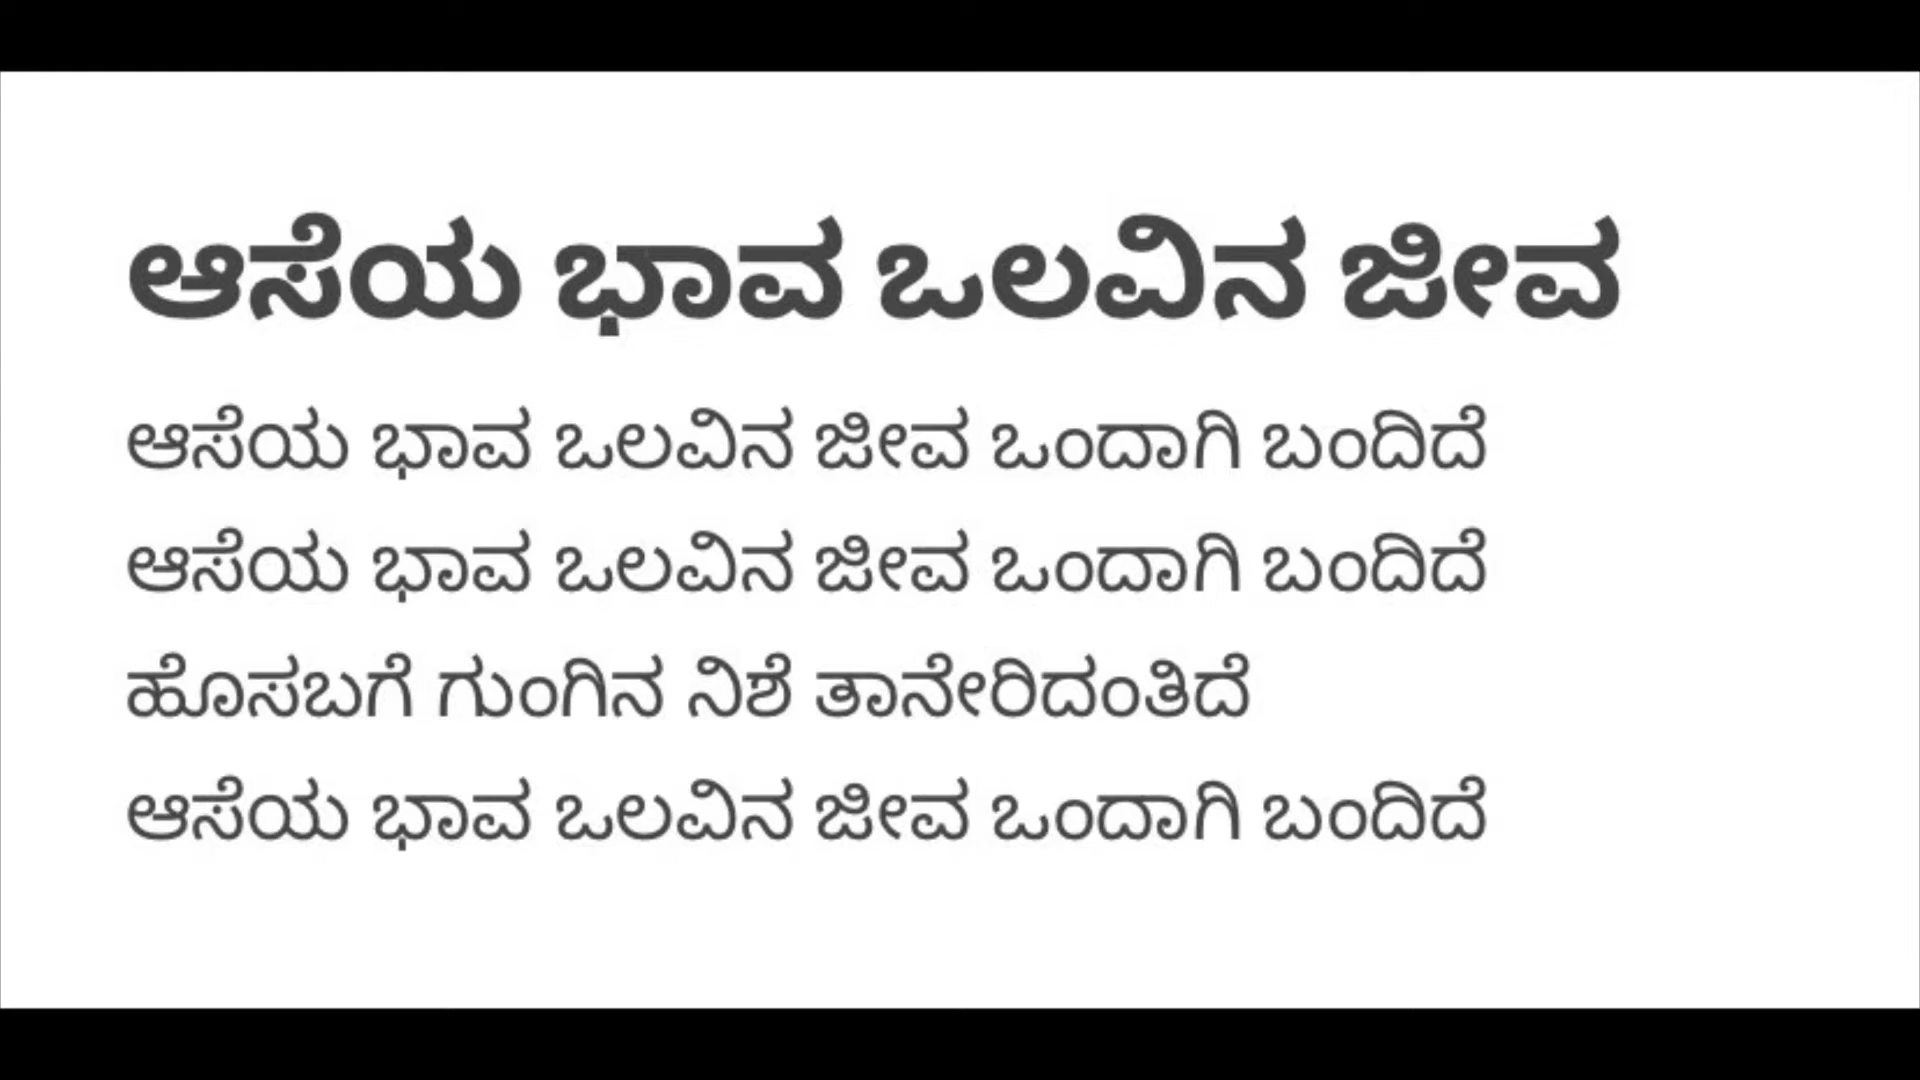 ಆಸೆಯ ಭಾವ ಒಲವಿನ ಜೀವ
ಆಸೆಯ ಭಾವ ಒಲವಿನ ಜೀವ ಒಂದಾಗಿ ಬಂದಿದೆ
ಆಸೆಯ ಭಾವ ಒಲವಿನ ಜೀವ ಒಂದಾಗಿ ಬಂದಿದೆ
ಹೊಸಬಗೆ ಗುಂಗಿನ ನಿಶೆ ತಾನೇರಿದಂತಿದೆ
ಆಸೆಯ ಭಾವ ಒಲವಿನ ಜೀವ ಒಂದಾಗಿ ಬಂದಿದೆ